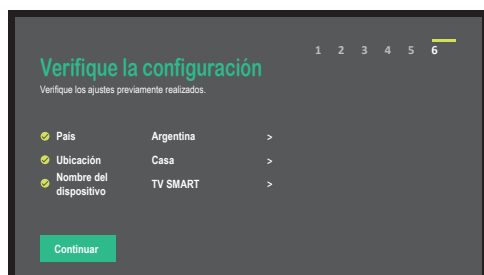 1 2 3 4 5 6
Verifique la configuración
Verifique los ajustes previamente realizados.
País Argentina >
Ubicación Casa >
Nombre del
dispositivo TV SMART >
Continuar